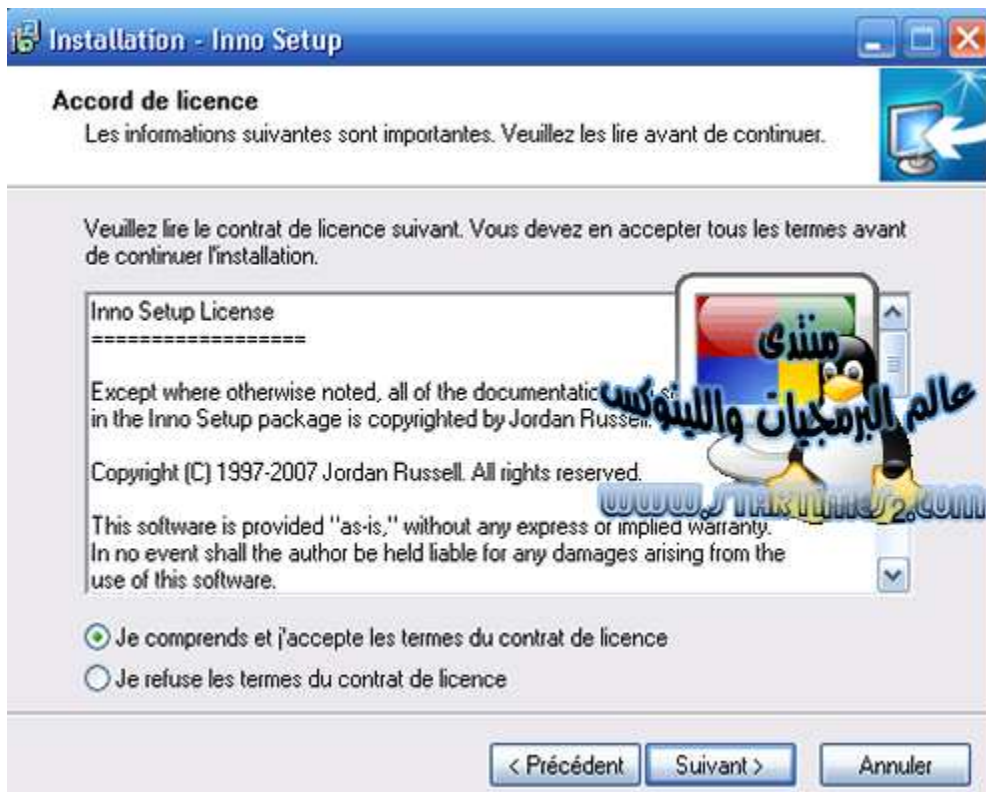 Installation - Inno Setup
Accord de licence
Les informations suivantes sont importantes. Veuillez les lire avant de continuer.
Veuillez lire le contrat de licence suivant. Vous devez en accepter tous les termes avant
de continuer l'installation.
Inno Setup License
==================
Except where otherwise noted, all of the documentation
in the Inno Setup package is copyrighted by Jordan Russell.
Copyright (C) 1997-2007 Jordan Russell. All rights reserved.
This software is provided "as-is," without any express or implied warranty.
In no event shall the author be held liable for any damages arising from the
use of this software.
منتدى
عالم البرمجيات واللينوكس
www.STARTimes2.com
Je comprends et j'accepte les termes du contrat de licence
Je refuse les termes du contrat de licence
< Précédent
Suivant >
Annuler